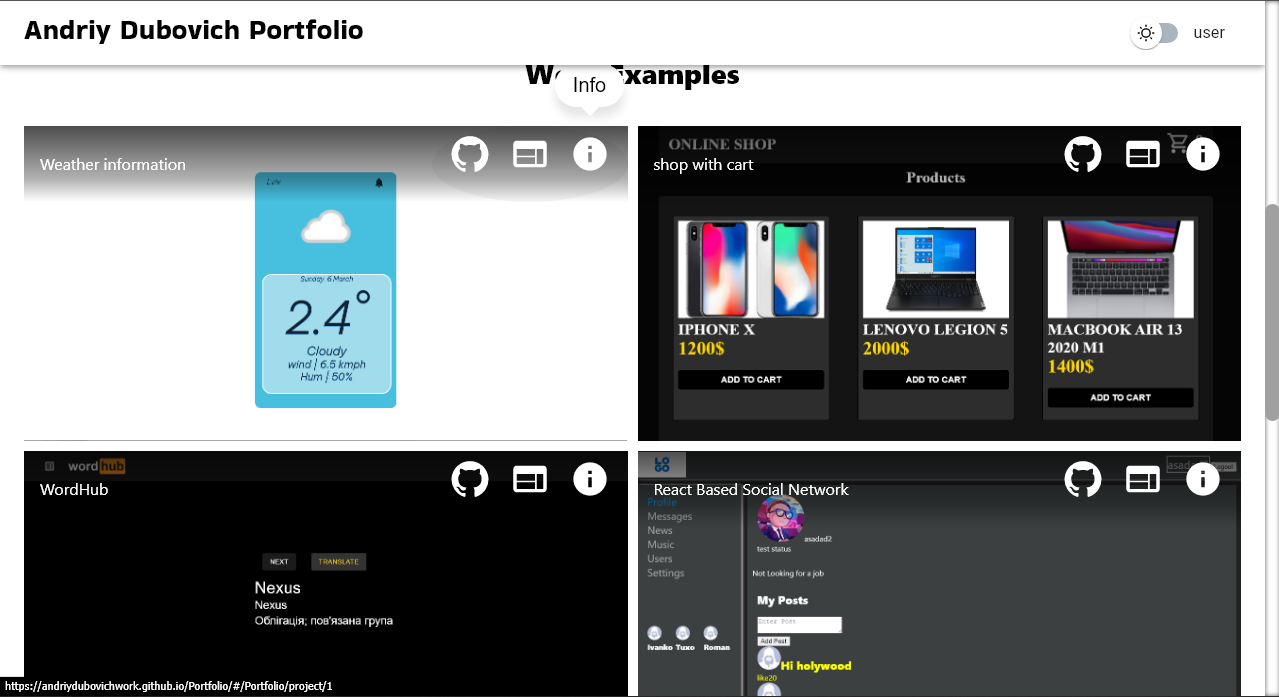 Andriy Dubovich Portfolio
user
Examples
Info
Weather information
Sunday, 6 March
2.4°
Cloudy
wind | 6.5 kmph
Hum | 50%
ONLINE SHOP
shop with cart
Products
IPHONE X
1200$
ADD TO CART
LENOVO LEGION 5
2000$
ADD TO CART
MACBOOK AIR 13
2020 M1
1400$
ADD TO CART
word hub
WordHub
NEXT
TRANSLATE
Nexus
Nexus
Облігація; пов'язана група
LO
GO
React Based Social Network
Profile
Messages
News
Music
Users
Settings
Ivanko Tuxo Roman
asadad2
test status
Not Looking for a job
My Posts
Enter Post
Add Post
Hi holywood
like20
https://andriydubovichwork.github.io/Portfolio/#/Portfolio/project/1